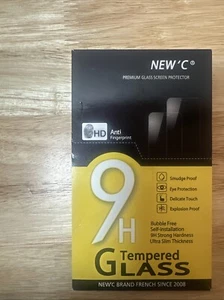 NEW'C®
PREMIUM GLASS SCREEN PROTECTOR
HD Anti
Fingerprint
Smudge Proof
Eye Protection
Delicate Touch
Explosion Proof
9H
Bubble Free
Self-Installation
9H Strong Hardness
Ultra Slim Thickness
Tempered
GLASS
NEW'C BRAND FRENCH SINCE 2008